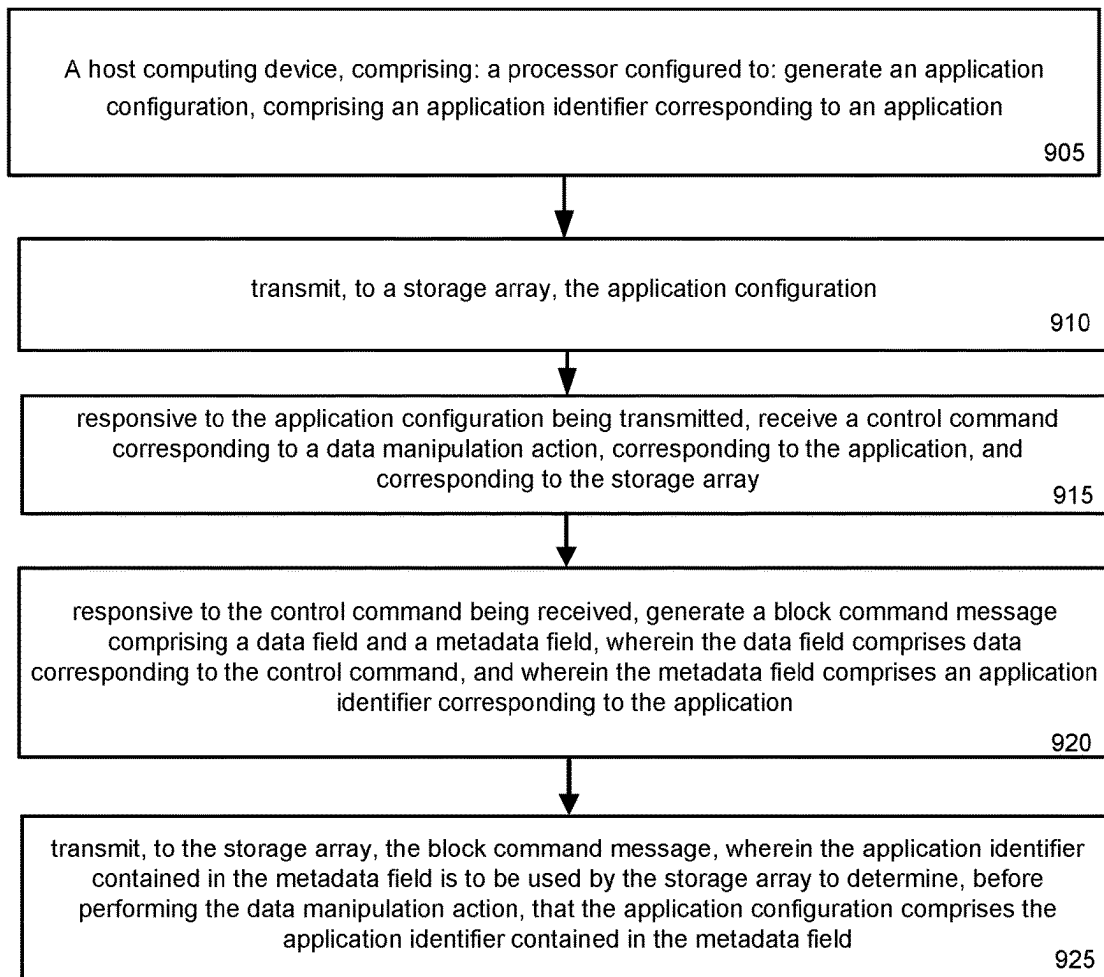 A host computing device, comprising: a processor configured to: generate an application
configuration, comprising an application identifier corresponding to an application
905
transmit, to a storage array, the application configuration
910
responsive to the application configuration being transmitted, receive a control command
corresponding to a data manipulation action, corresponding to the application, and
corresponding to the storage array
915
responsive to the control command being received, generate a block command message
comprising a data field and a metadata field, wherein the data field comprises data
corresponding to the control command, and wherein the metadata field comprises an application
identifier corresponding to the application
920
transmit, to the storage array, the block command message, wherein the application identifier
contained in the metadata field is to be used by the storage array to determine, before
performing the data manipulation action, that the application configuration comprises the
application identifier contained in the metadata field
925